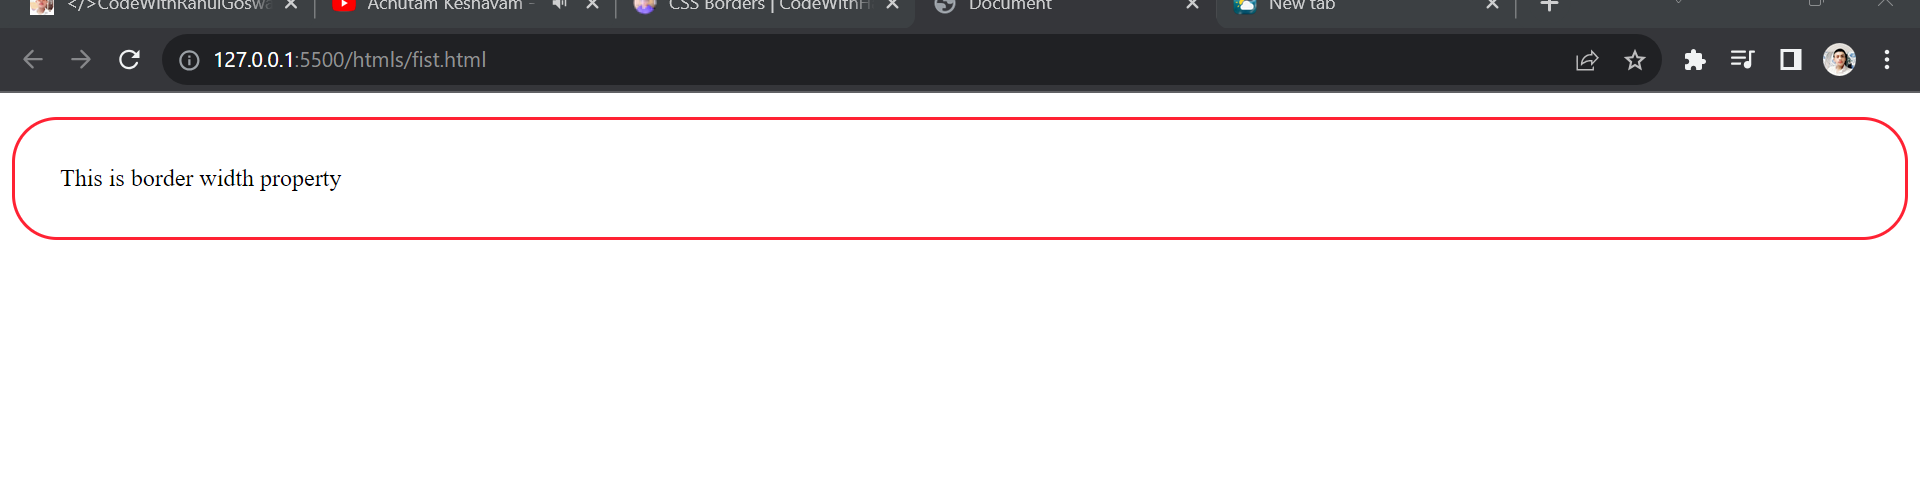 </>CodeWithRahulGoswa
Achutam Keshavam -
CSS Borders | CodeWithH
Document
New tab
127.0.0.1:5500/htmls/fist.html
This is border width property